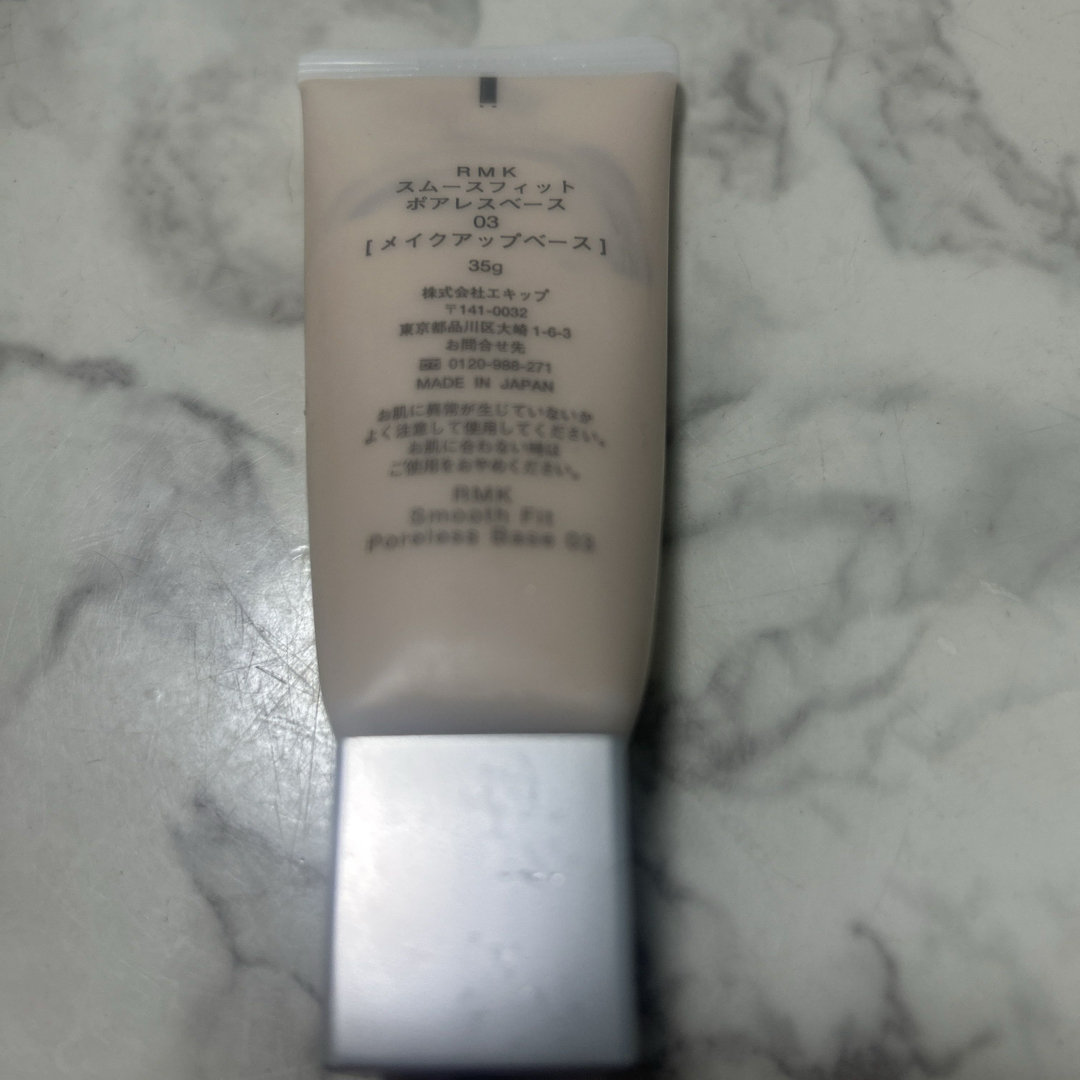 RMK
スムースフィット
ポアレスベース
03
[メイクアップベース]
35g
株式会社エキップ
〒141-0032
東京都品川区大崎1-6-3
お問合せ先
0120-988-271
MADE IN JAPAN
お肌に異常が生じていないか
よく注意して使用してください。
お肌に合わない時は
ご使用をおやめください。
RMK
Smooth Fit
Poreless Base 03